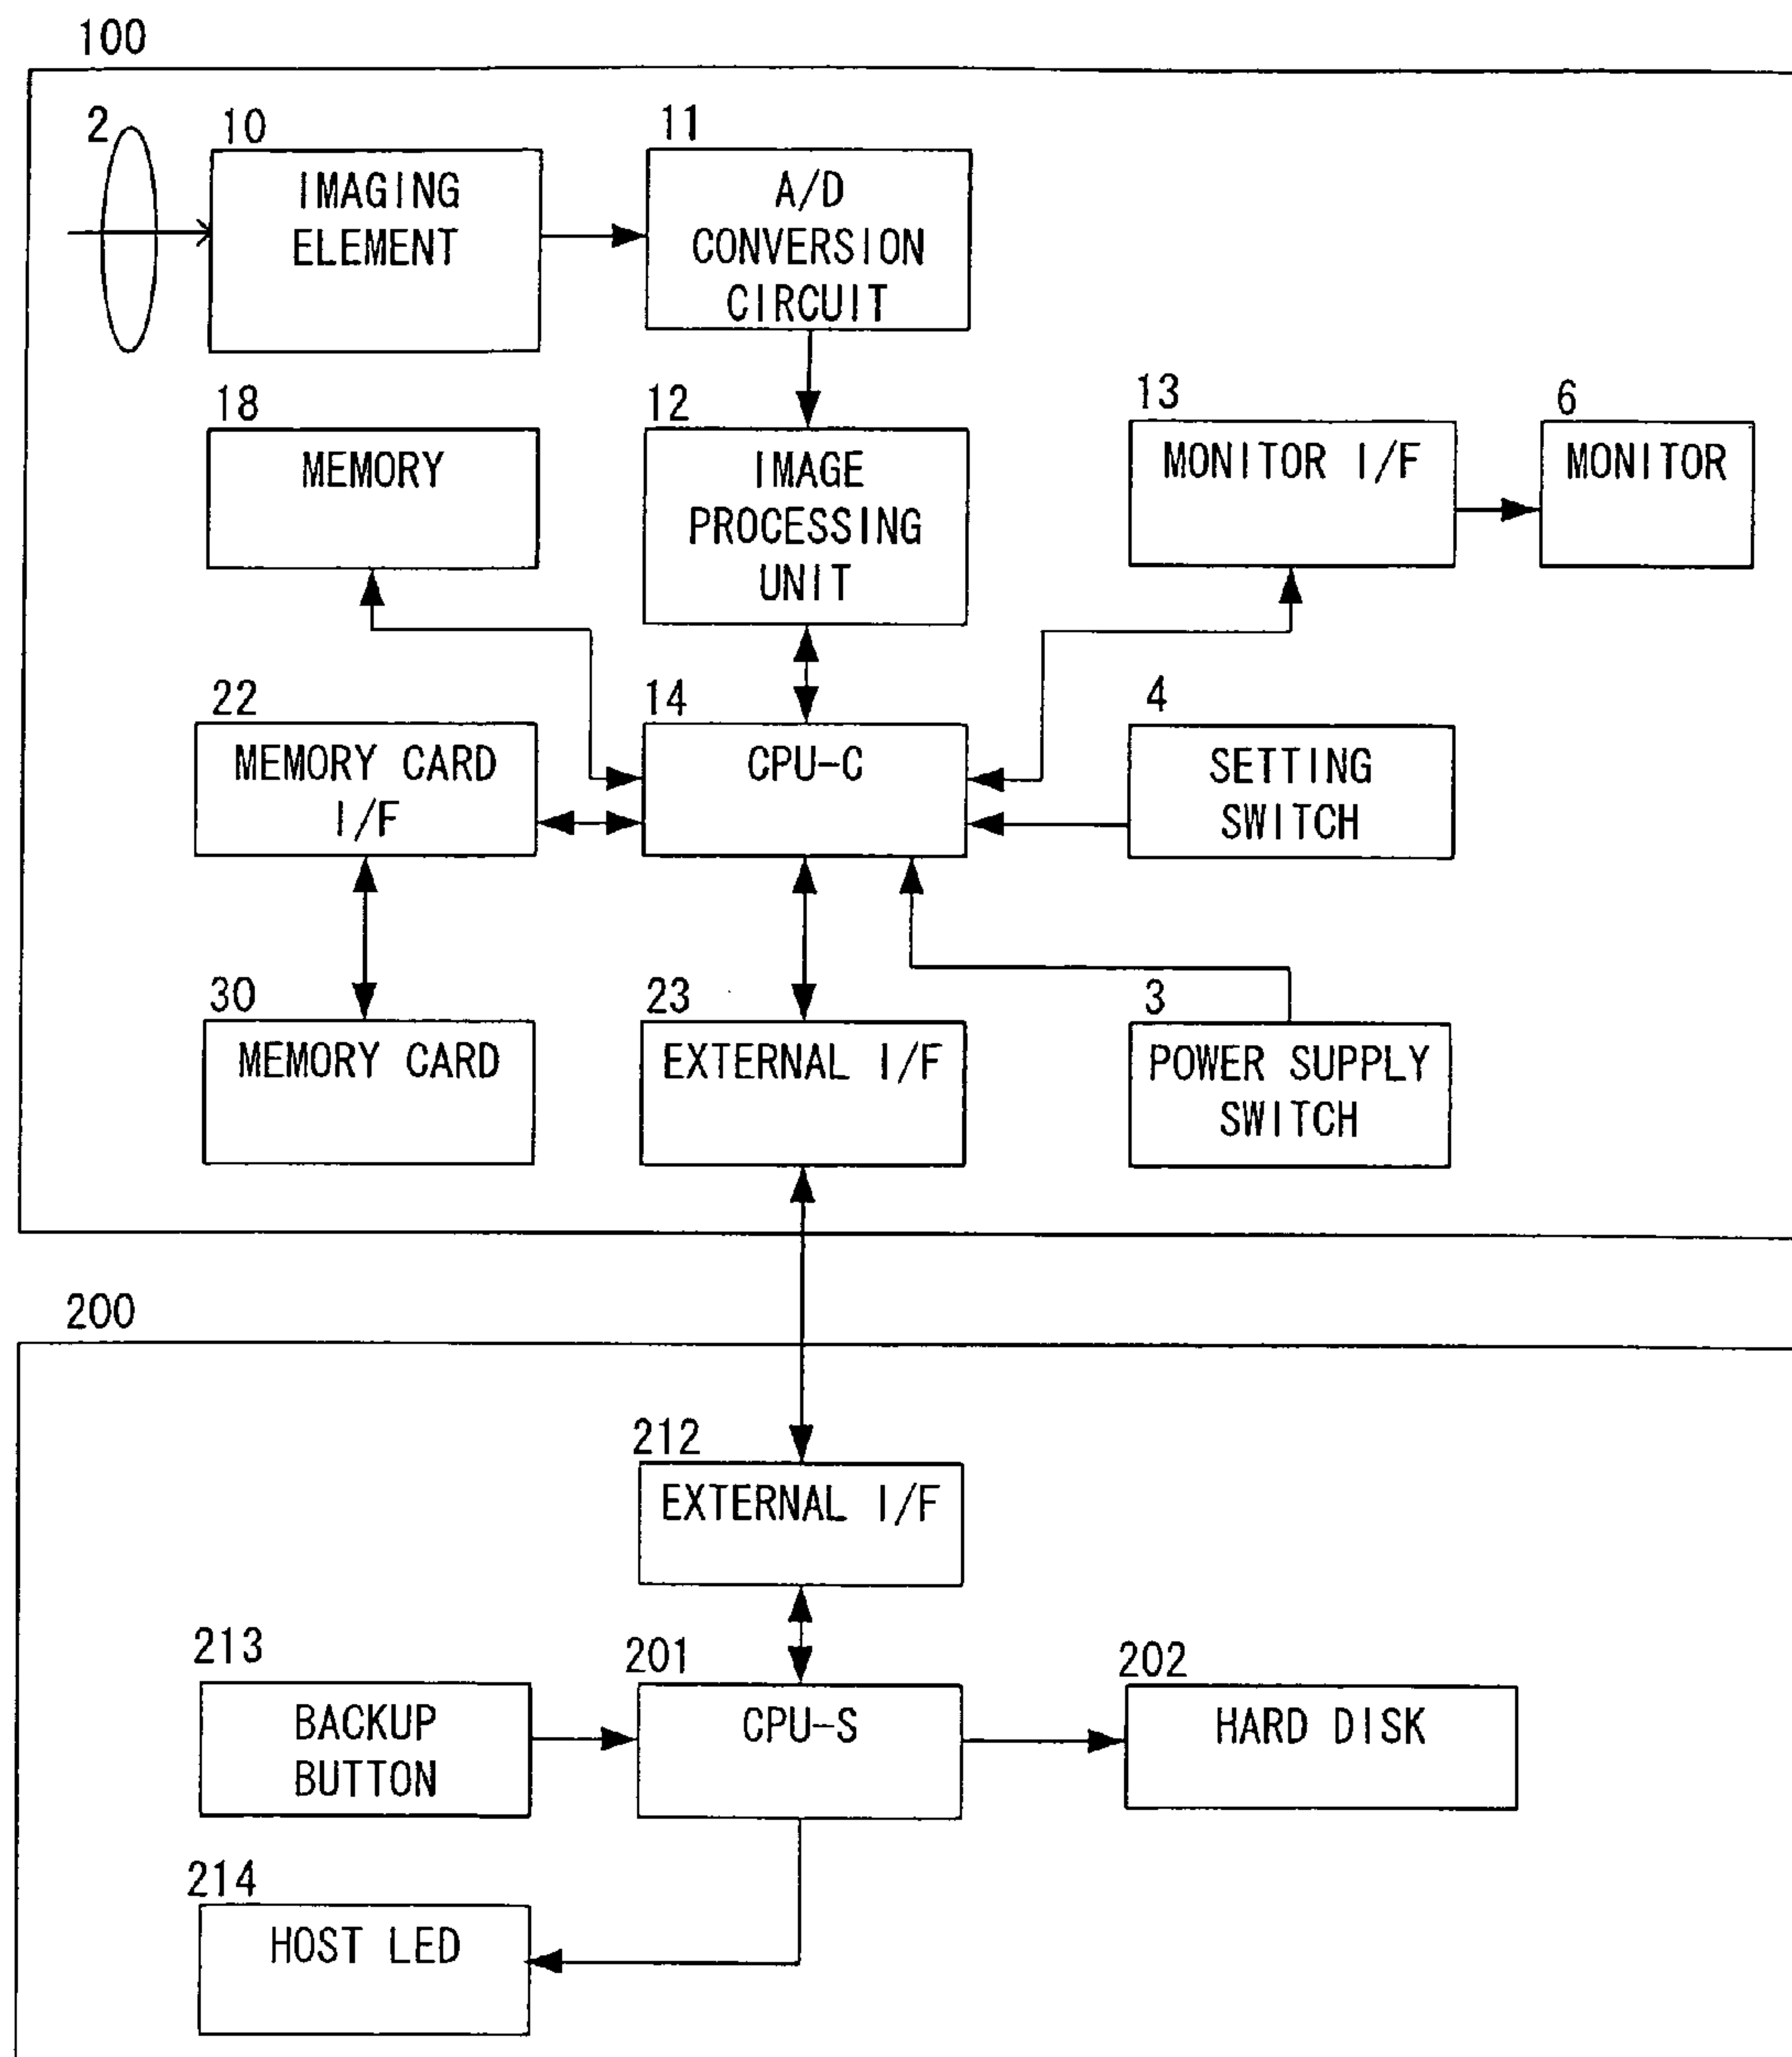 100
2
10
IMAGING
ELEMENT
11
A/D
CONVERSION
CIRCUIT
18
MEMORY
12
IMAGE
PROCESSING
UNIT
13
MONITOR I/F
6
MONITOR
22
MEMORY CARD
I/F
14
CPU-C
4
SETTING
SWITCH
30
MEMORY CARD
23
EXTERNAL I/F
3
POWER SUPPLY
SWITCH
200
212
EXTERNAL I/F
213
BACKUP
BUTTON
201
CPU-S
202
HARD DISK
214
HOST LED